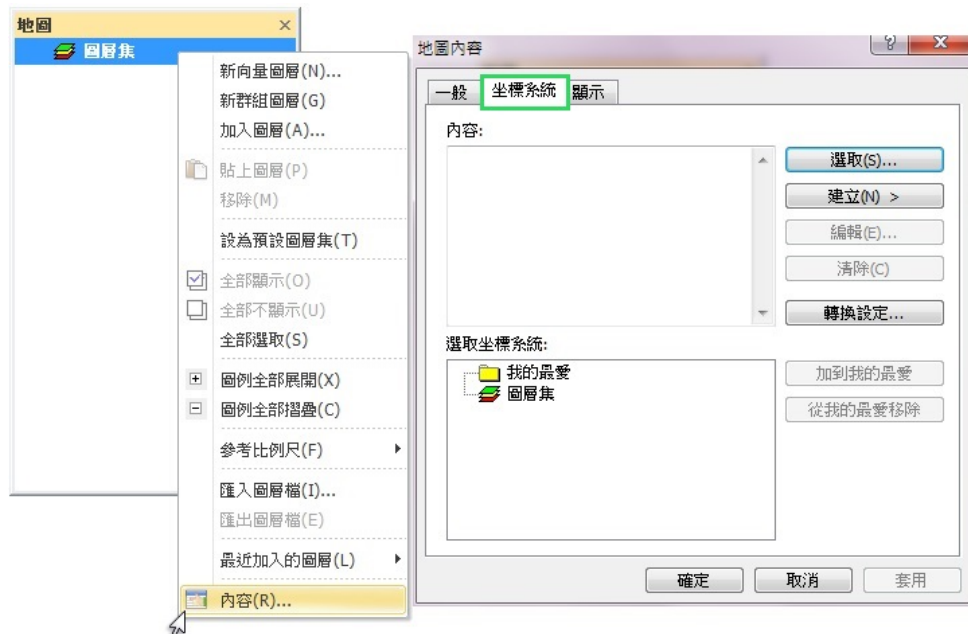 地圖
圖層集
新向量圖層(N)...
新群組圖層(G)
加入圖層(A)...
貼上圖層(P)
移除(M)
設為預設圖層集(T)
全部顯示(O)
全部不顯示(U)
全部選取(S)
圖例全部展開(X)
圖例全部摺疊(C)
參考比例尺(F)
匯入圖層檔(I)...
匯出圖層檔(E)
最近加入的圖層(L)
內容(R)...
地圖內容
一般 坐標系統 顯示
內容:
選取(S)...
建立(N) >
編輯(E)...
清除(C)
轉換設定...
選取坐標系統:
我的最愛
圖層集
加到我的最愛
從我的最愛移除
確定 取消 套用